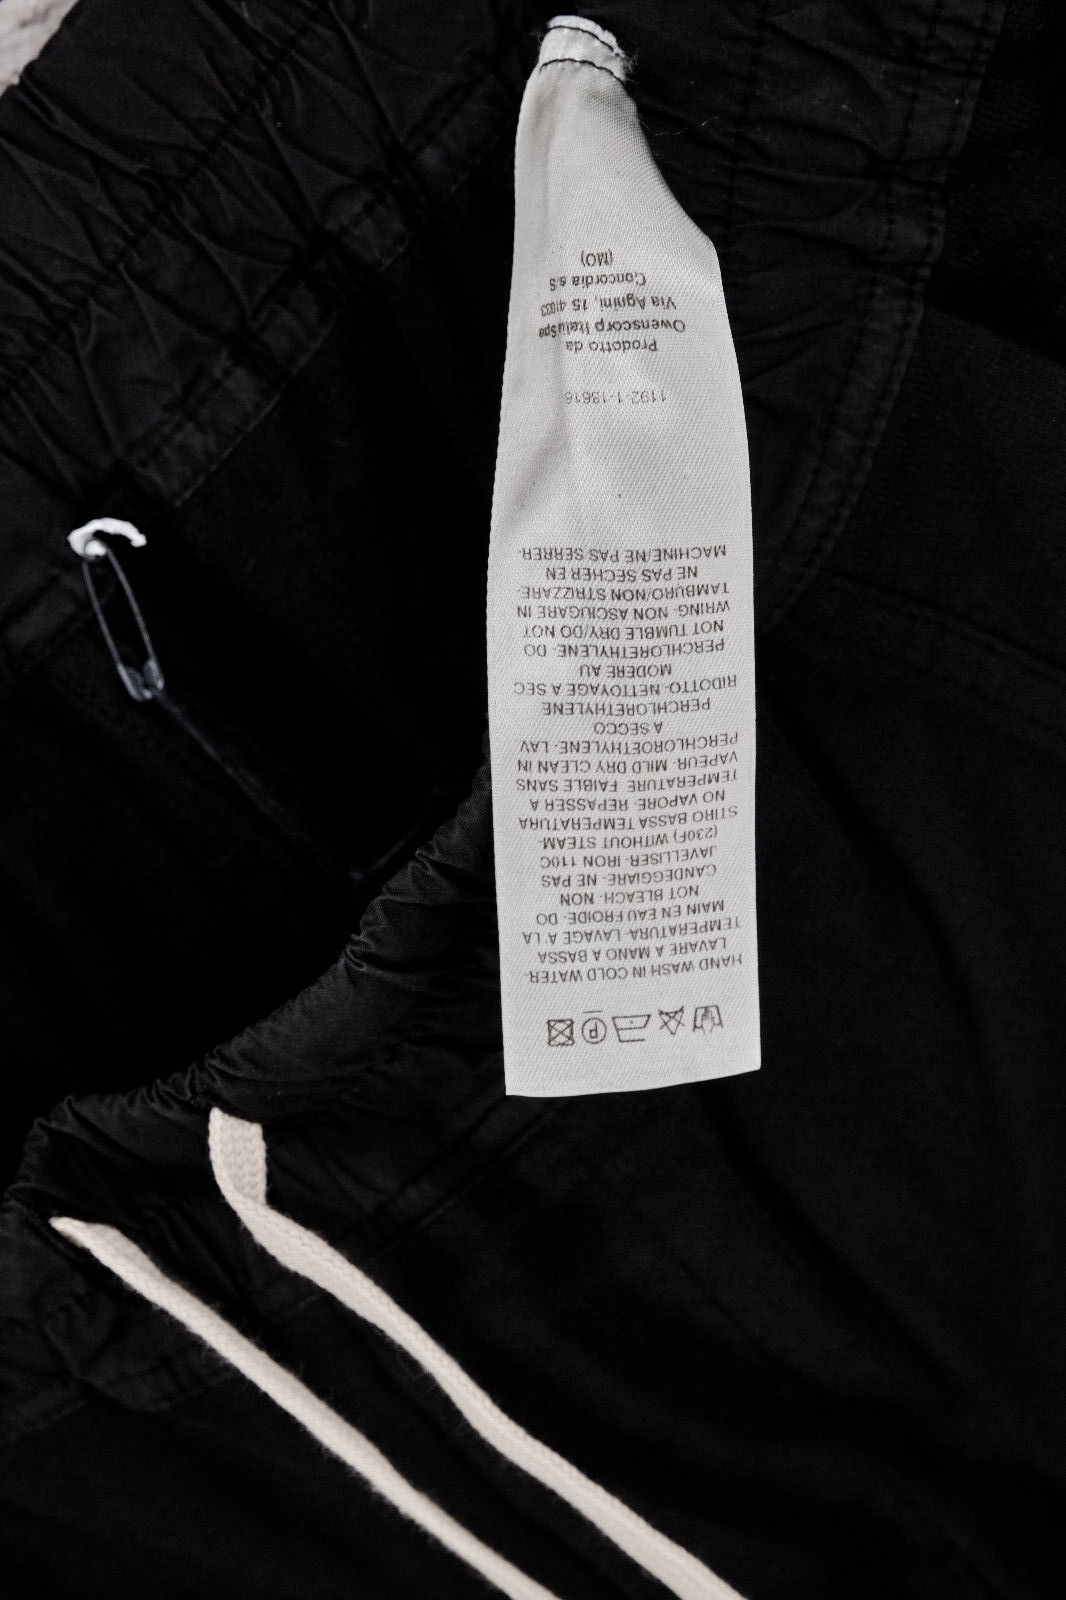 HAND WASH IN COLD WATER-
LAVARE A MANO A BASSA
TEMPERATURA- LAVAGE A' LA
MAIN EN EAU FROIDE- DO
NOT BLEACH- NON
CANDEGGIARE- NE PAS
JAVELLISER- IRON 110C
(230F) WITHOUT STEAM-
STIRO BASSA TEMPERATURA
NO VAPORE- REPASSER A
TEMPERATURE FAIBLE SANS
VAPEUR- MILD DRY CLEAN IN
PERCHLOROETHYLENE- LAV
A SECCO
PERCHLORETHYLENE
RIDOTTO- NETTOYAGE A SEC
MODERE AU
PERCHLORETHYLENE- DO
NOT TUMBLE DRY/DO NOT
WRING- NON ASCIUGARE IN
TAMBURO/NON STRIZZARE-
NE PAS SECHER EN
MACHINE/NE PAS SERRER-
1192-1-13616
Prodotto da
Owenscorp Italia Spa
Via Agnini, 15 41033
Concordia s.S
(MO)